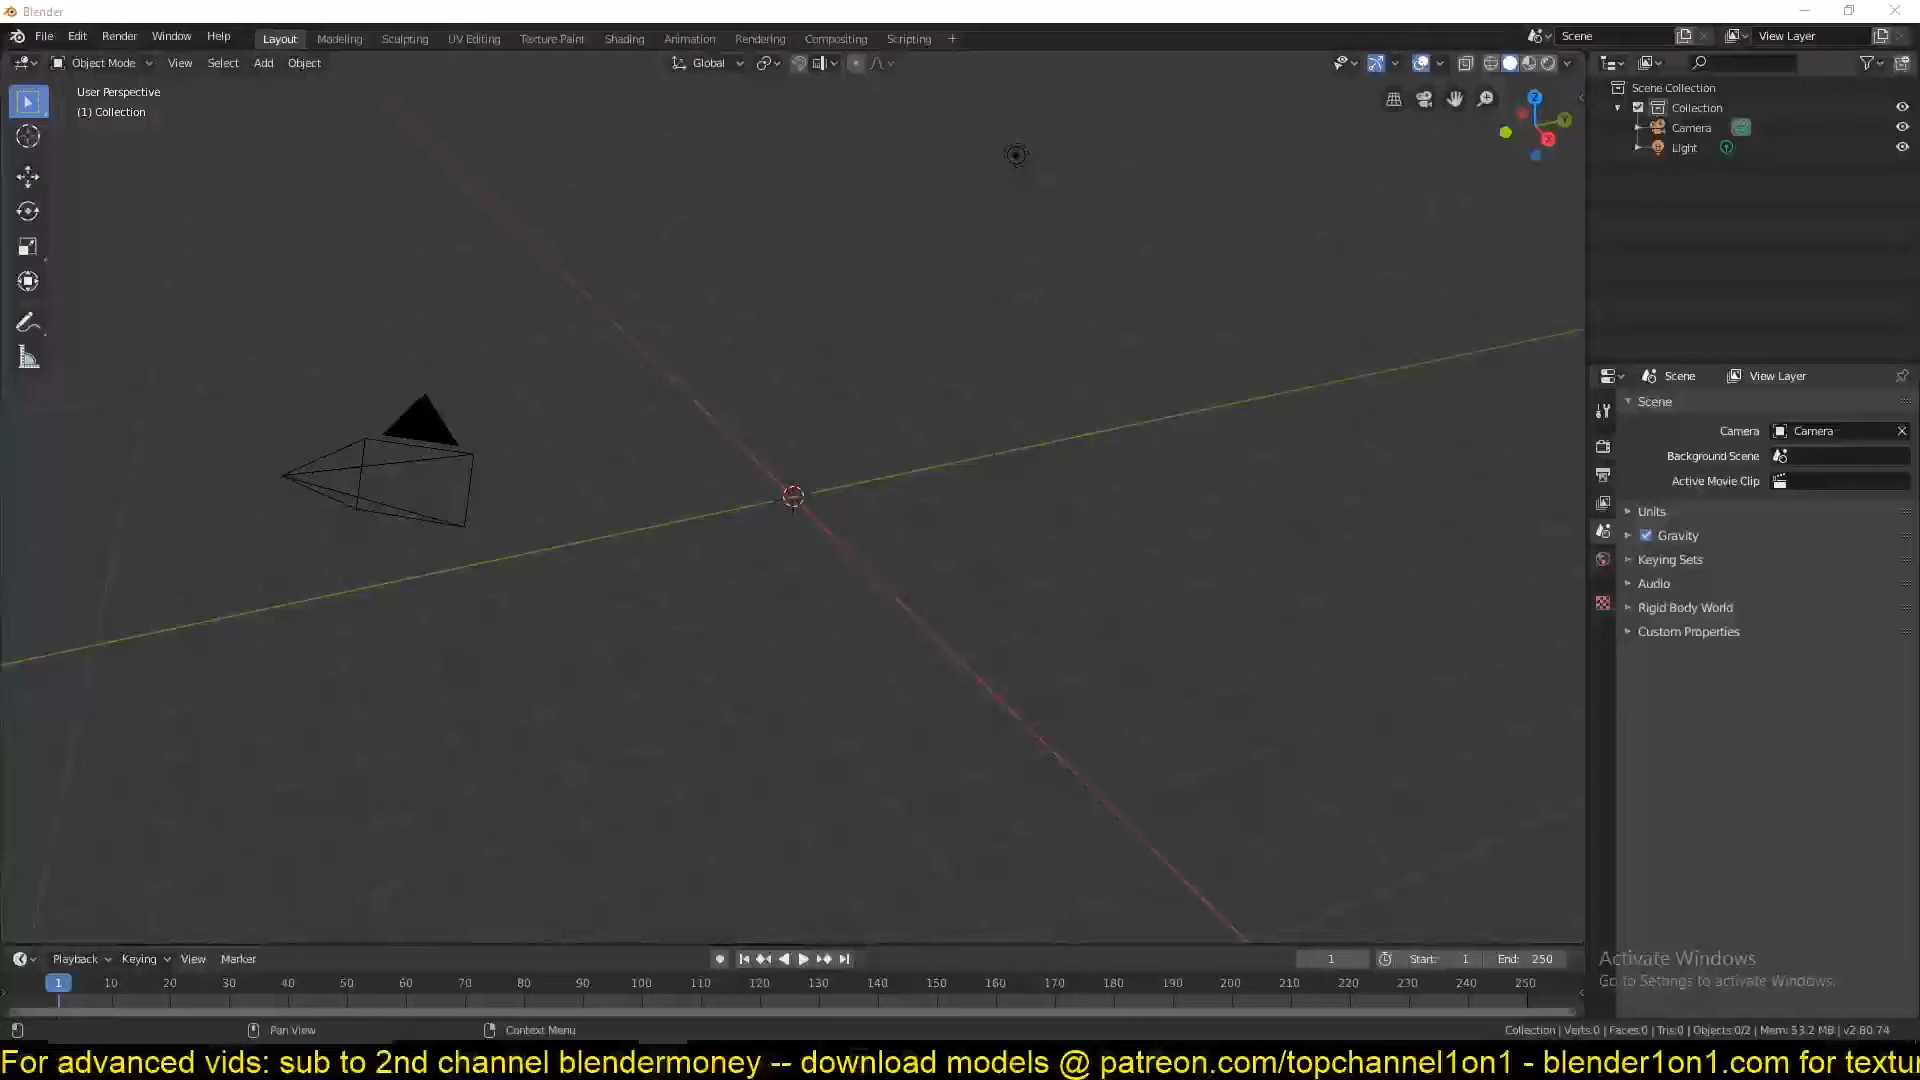 Blender
File Edit Render Window Help Layout Modeling Sculpting UV Editing Texture Paint Shading Animation Rendering Compositing Scripting + Scene View Layer
Object Mode View Select Add Object Global
User Perspective
(1) Collection
Z
Y
X
Scene Collection
Collection
Camera
Light
Scene View Layer
Scene
Camera Camera
Background Scene
Active Movie Clip
Units
Gravity
Keying Sets
Audio
Rigid Body World
Custom Properties
Playback Keying View Marker 1 Start: 1 End: 250
1 10 20 30 40 50 60 70 80 90 100 110 120 130 140 150 160 170 180 190 200 210 220 230 240 250
Activate Windows
Go to Settings to activate Windows.
Pan View Context Menu Collection | Verts:0 | Faces:0 | Tris:0 | Objects:0/2 | Mem: 53.2 MB | v2.80.74
For advanced vids: sub to 2nd channel blendermoney -- download models @ patreon.com/topchannel1on1 - blender1on1.com for textur